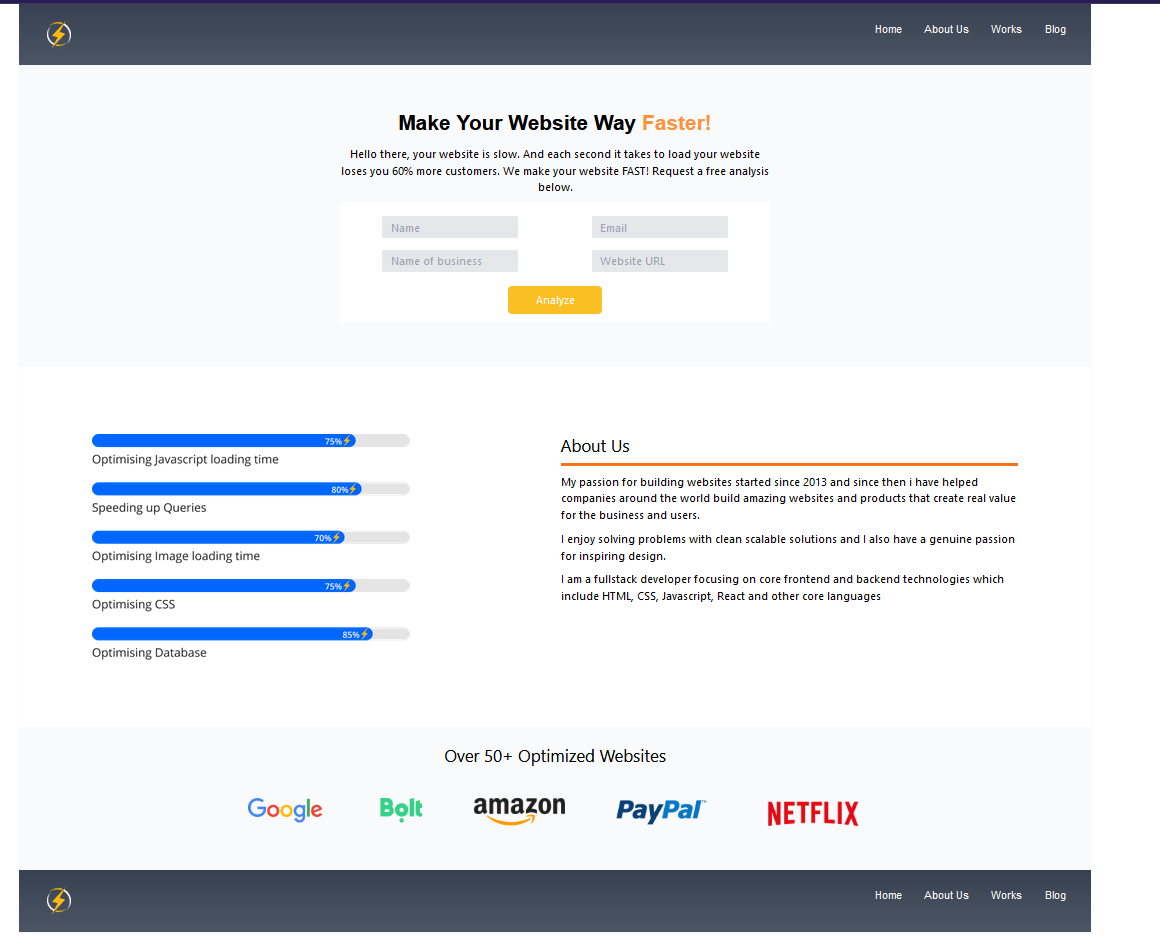 Home About Us Works Blog
Make Your Website Way Faster!
Hello there, your website is slow. And each second it takes to load your website
loses you 60% more customers. We make your website FAST! Request a free analysis
below.
Name Email
Name of business Website URL
Analyze
75%
Optimising Javascript loading time
80%
Speeding up Queries
70%
Optimising Image loading time
75%
Optimising CSS
85%
Optimising Database
About Us
My passion for building websites started since 2013 and since then i have helped
companies around the world build amazing websites and products that create real value
for the business and users.
I enjoy solving problems with clean scalable solutions and I also have a genuine passion
for inspiring design.
I am a fullstack developer focusing on core frontend and backend technologies which
include HTML, CSS, Javascript, React and other core languages
Over 50+ Optimized Websites
Google Bolt amazon PayPal™ NETFLIX
Home About Us Works Blog